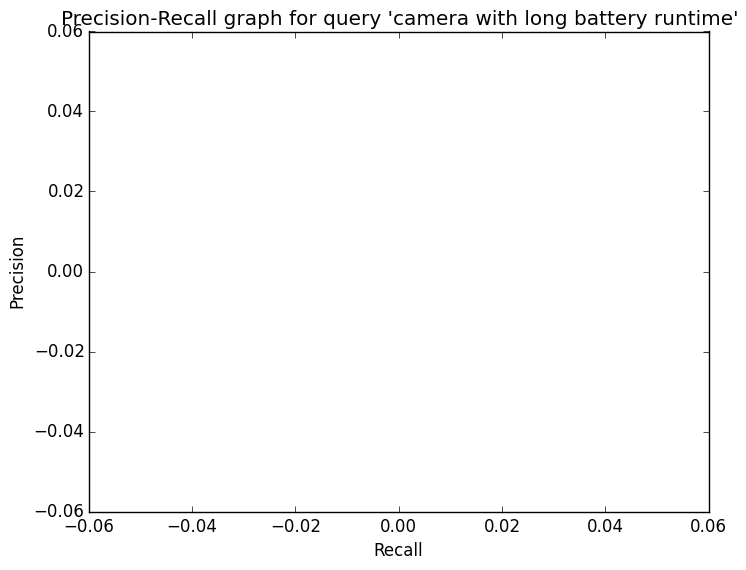 Precision-Recall graph for query 'camera with long battery runtime'
0.06
0.04
0.02
0.00
−0.02
−0.04
−0.06
Precision
−0.06 −0.04 −0.02 0.00 0.02 0.04 0.06
Recall